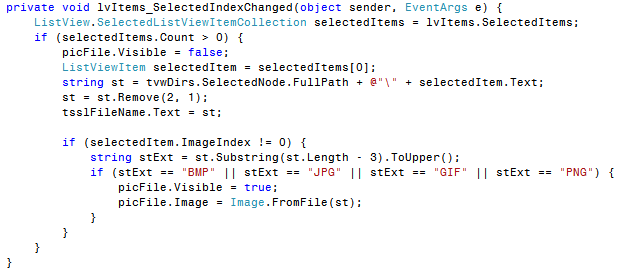 private void lvItems_SelectedIndexChanged(object sender, EventArgs e) {
    ListView.SelectedListViewItemCollection selectedItems = lvItems.SelectedItems;
    if (selectedItems.Count > 0) {
        picFile.Visible = false;
        ListViewItem selectedItem = selectedItems[0];
        string st = tvwDirs.SelectedNode.FullPath + @"\" + selectedItem.Text;
        st = st.Remove(2, 1);
        tsslFileName.Text = st;

        if (selectedItem.ImageIndex != 0) {
            string stExt = st.Substring(st.Length - 3).ToUpper();
            if (stExt == "BMP" || stExt == "JPG" || stExt == "GIF" || stExt == "PNG") {
                picFile.Visible = true;
                picFile.Image = Image.FromFile(st);
            }
        }
    }
}